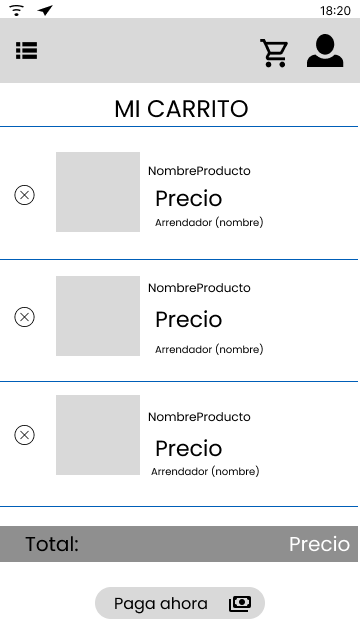 18:20
MI CARRITO
NombreProducto
Precio
Arrendador (nombre)
NombreProducto
Precio
Arrendador (nombre)
NombreProducto
Precio
Arrendador (nombre)
Total: Precio
Paga ahora